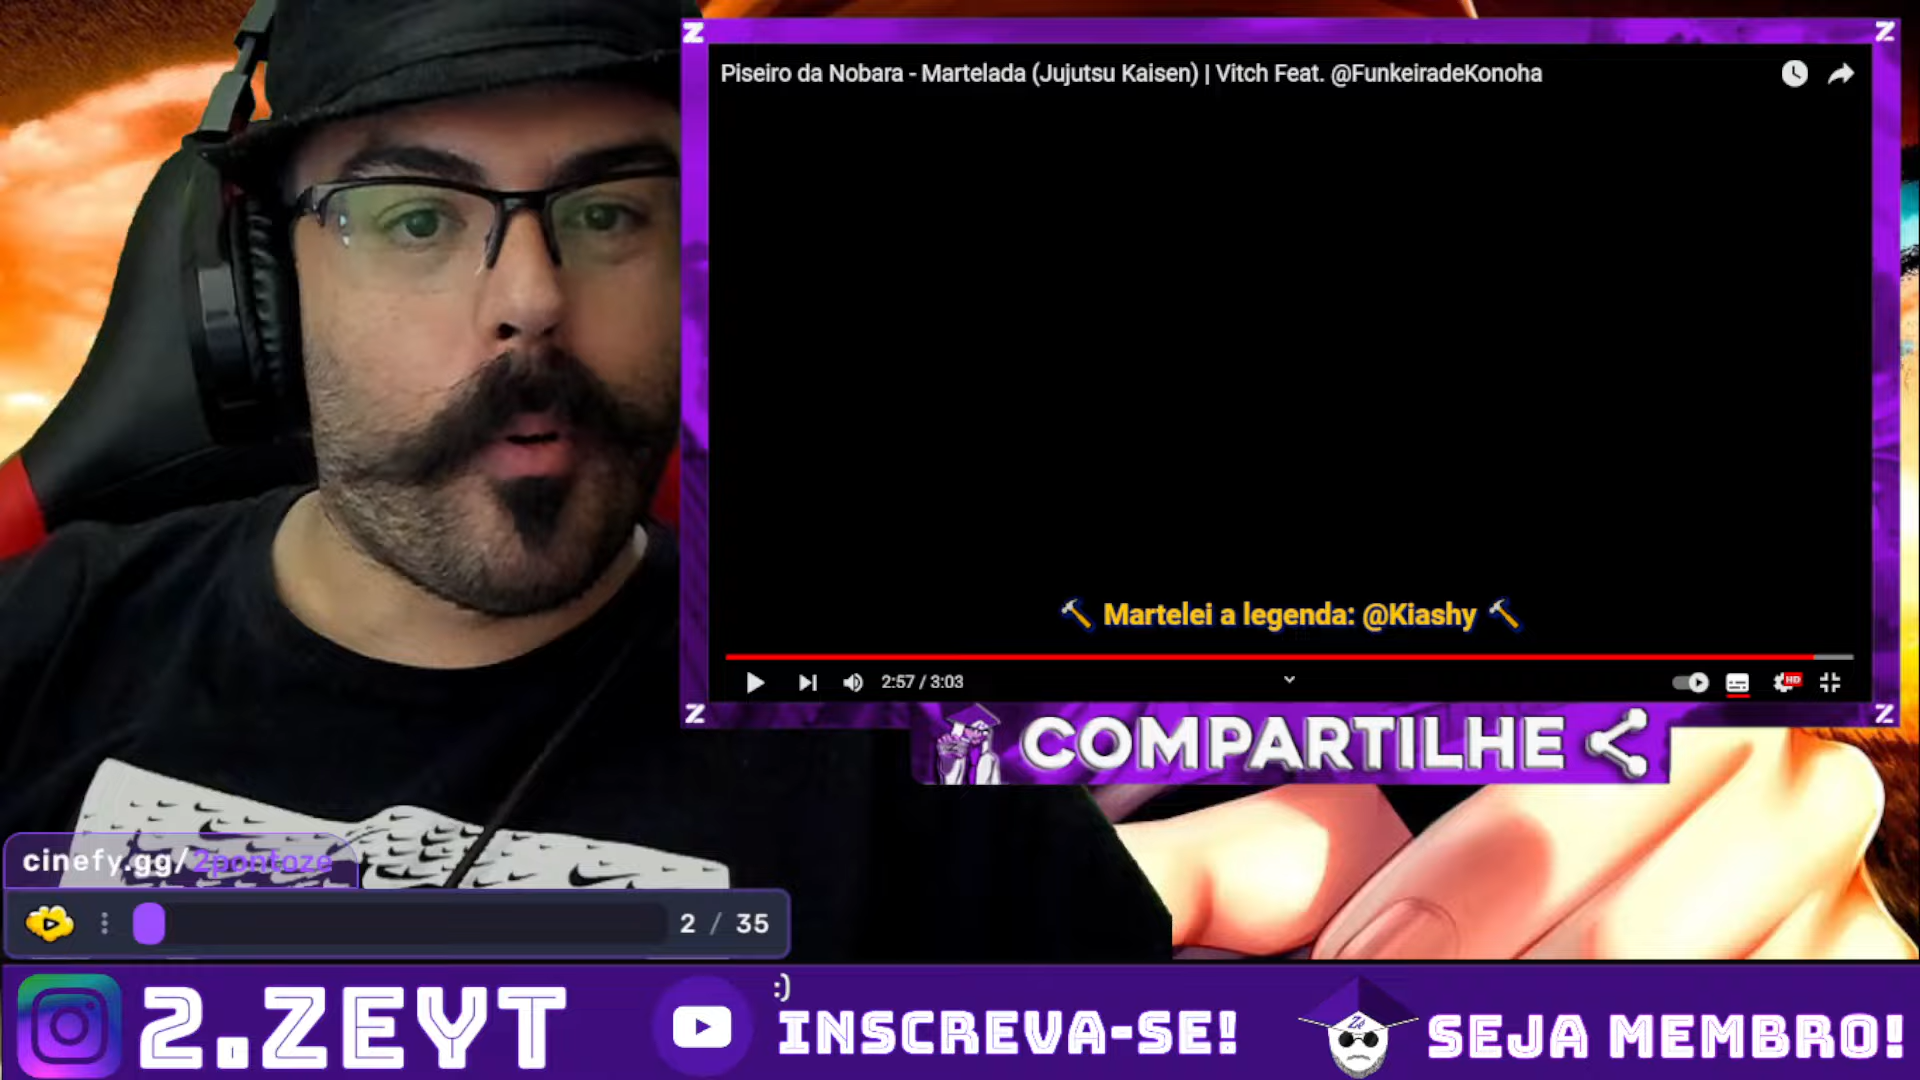 Piseiro da Nobara - Martelada (Jujutsu Kaisen) | Vitch Feat. @FunkeiradeKonoha
Martelei a legenda: @Kiashy
2:57 / 3:03
HD
COMPARTILHE
cinefy.gg/2pontoze
2 / 35
2.ZEYT
:)
INSCREVA-SE!
SEJA MEMBRO!